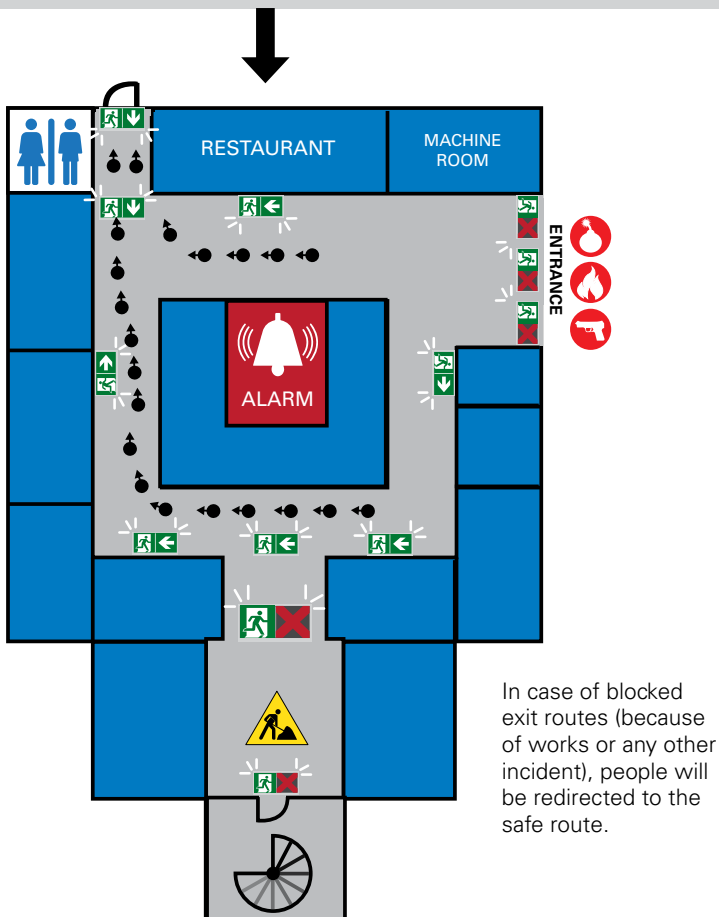 RESTAURANT
MACHINE
ROOM
ENTRANCE
ALARM
In case of blocked
exit routes (because
of works or any other
incident), people will
be redirected to the
safe route.